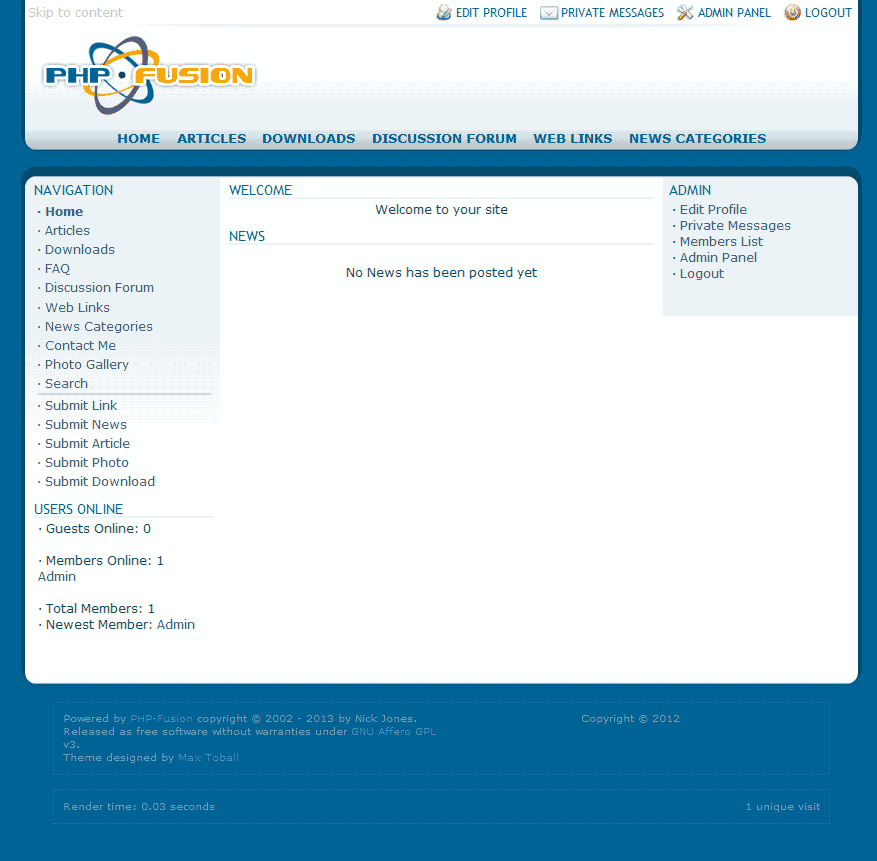 Skip to content
EDIT PROFILE PRIVATE MESSAGES ADMIN PANEL LOGOUT
PHP·FUSION
HOME ARTICLES DOWNLOADS DISCUSSION FORUM WEB LINKS NEWS CATEGORIES
NAVIGATION
· Home
· Articles
· Downloads
· FAQ
· Discussion Forum
· Web Links
· News Categories
· Contact Me
· Photo Gallery
· Search
· Submit Link
· Submit News
· Submit Article
· Submit Photo
· Submit Download
USERS ONLINE
· Guests Online: 0
· Members Online: 1
Admin
· Total Members: 1
· Newest Member: Admin
WELCOME
Welcome to your site
NEWS
No News has been posted yet
ADMIN
· Edit Profile
· Private Messages
· Members List
· Admin Panel
· Logout
Powered by PHP-Fusion copyright © 2002 - 2013 by Nick Jones.
Released as free software without warranties under GNU Affero GPL
v3.
Theme designed by Max Toball
Copyright © 2012
Render time: 0.03 seconds
1 unique visit